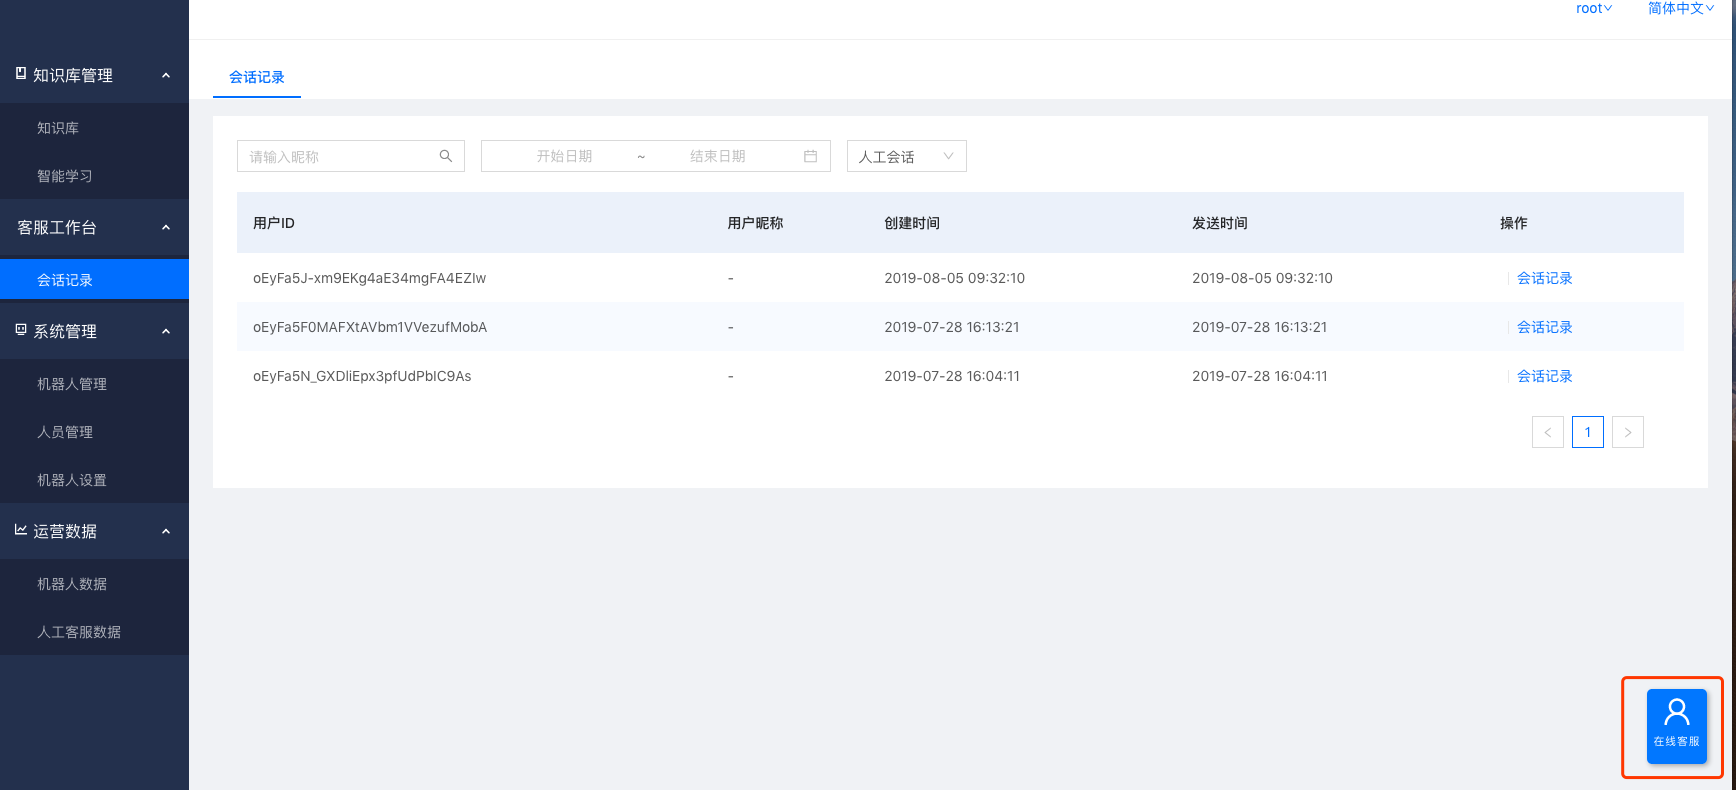 root
简体中文
知识库管理
知识库
智能学习
客服工作台
会话记录
系统管理
机器人管理
人员管理
机器人设置
运营数据
机器人数据
人工客服数据
会话记录
请输入昵称
开始日期 ~ 结束日期
人工会话
用户ID 用户昵称 创建时间 发送时间 操作
oEyFa5J-xm9EKg4aE34mgFA4EZIw - 2019-08-05 09:32:10 2019-08-05 09:32:10 会话记录
oEyFa5F0MAFXtAVbm1VVezufMobA - 2019-07-28 16:13:21 2019-07-28 16:13:21 会话记录
oEyFa5N_GXDliEpx3pfUdPbIC9As - 2019-07-28 16:04:11 2019-07-28 16:04:11 会话记录
< 1 >
在线客服